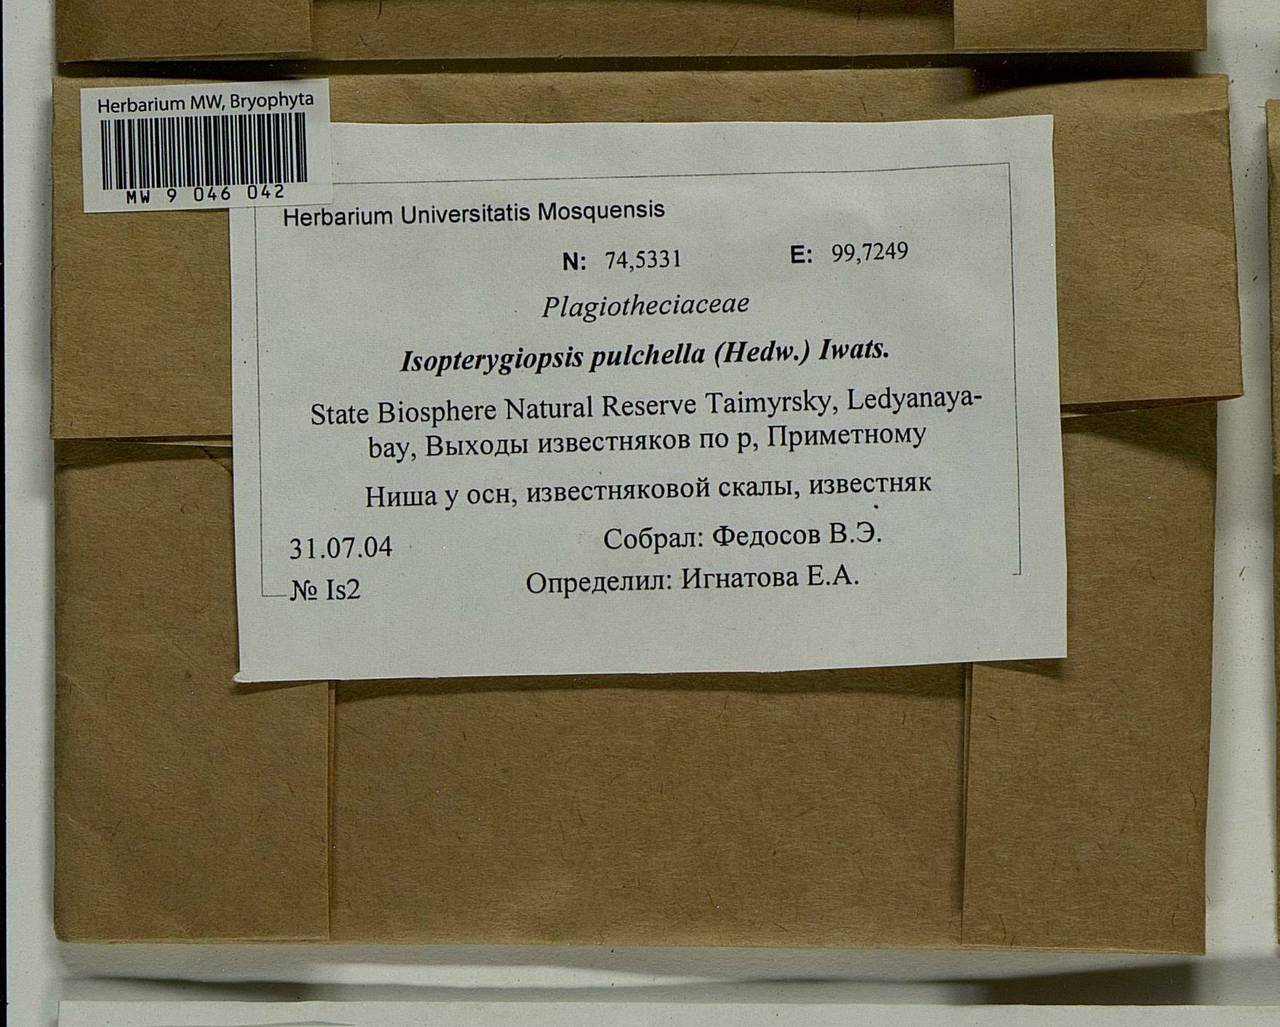 Herbarium MW, Bryophyta
MW 9 046 042
Herbarium Universitatis Mosquensis
N: 74,5331 E: 99,7249
Plagiotheciaceae
Isopterygiopsis pulchella (Hedw.) Iwats.
State Biosphere Natural Reserve Taimyrsky, Ledyanaya-
bay, Выходы известняков по р, Приметному
Ниша у осн, известняковой скалы, известняк
31.07.04 Собрал: Федосов В.Э.
№ Is2 Определил: Игнатова Е.А.